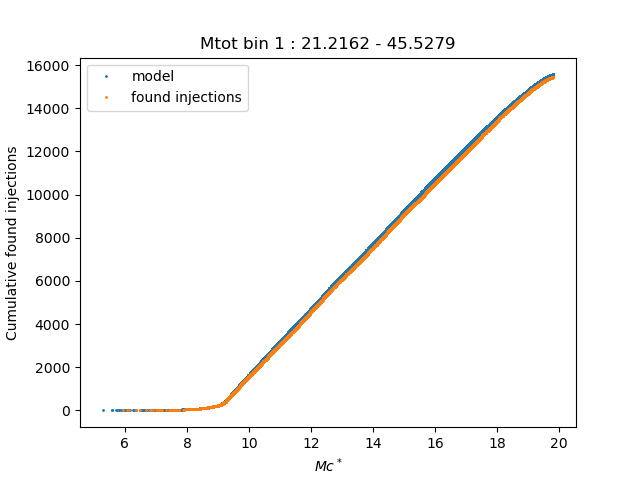 Mtot bin 1 : 21.2162 - 45.5279
model
found injections
Cumulative found injections
16000
14000
12000
10000
8000
6000
4000
2000
0
6 8 10 12 14 16 18 20
Mc*